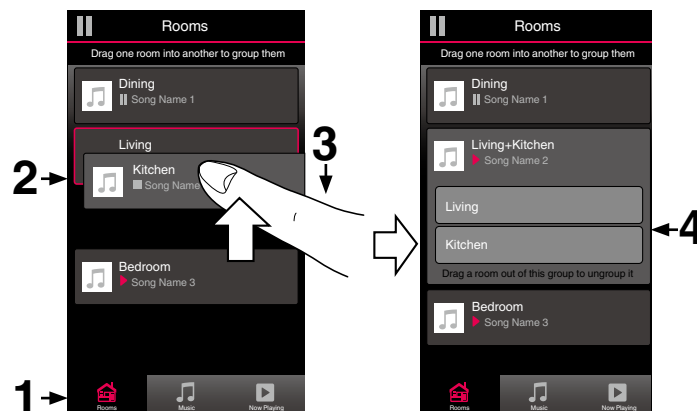 Rooms
Drag one room into another to group them
Dining
Song Name 1
Living
3
2
Kitchen
Song Name
Bedroom
Song Name 3
1
Rooms
Music
Now Playing
Rooms
Drag one room into another to group them
Dining
Song Name 1
Living+Kitchen
Song Name 2
Living
4
Kitchen
Drag a room out of this group to ungroup it
Bedroom
Song Name 3
Rooms
Music
Now Playing